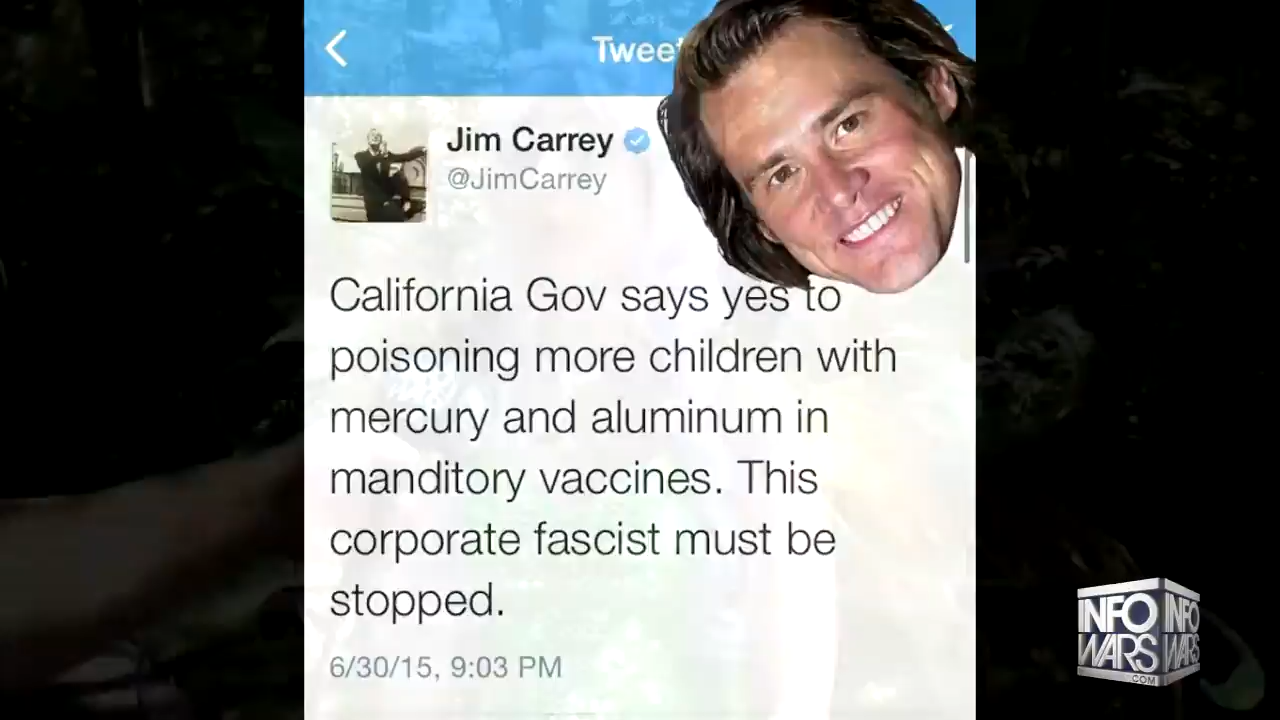 Tweet
Jim Carrey
@JimCarrey
California Gov says yes to
poisoning more children with
mercury and aluminum in
manditory vaccines. This
corporate fascist must be
stopped.
6/30/15, 9:03 PM
INFO INFO
WARS WARS
.COM